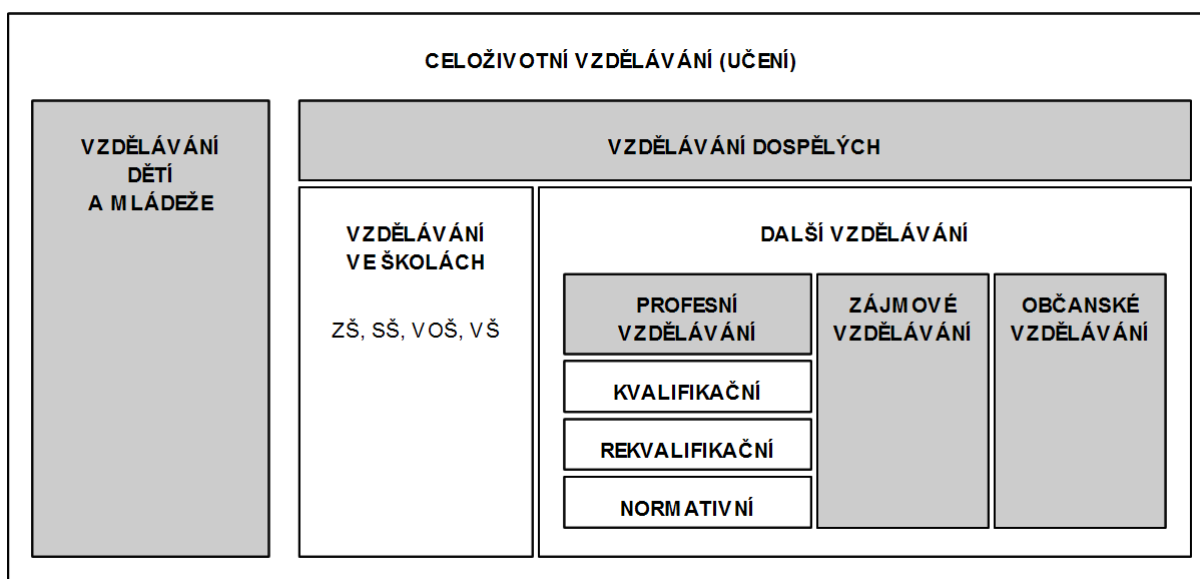 CELOŽIVOTNÍ VZDĚLÁVÁNÍ (UČENÍ)
VZDĚLÁVÁNÍ
DĚTÍ
A MLÁDEŽE
VZDĚLÁVÁNÍ DOSPĚLÝCH
VZDĚLÁVÁNÍ
VE ŠKOLÁCH
ZŠ, SŠ, VOŠ, VŠ
DALŠÍ VZDĚLÁVÁNÍ
PROFESNÍ
VZDĚLÁVÁNÍ
KVALIFIKAČNÍ
REKVALIFIKAČNÍ
NORMATIVNÍ
ZÁJMOVÉ
VZDĚLÁVÁNÍ
OBČANSKÉ
VZDĚLÁVÁNÍ